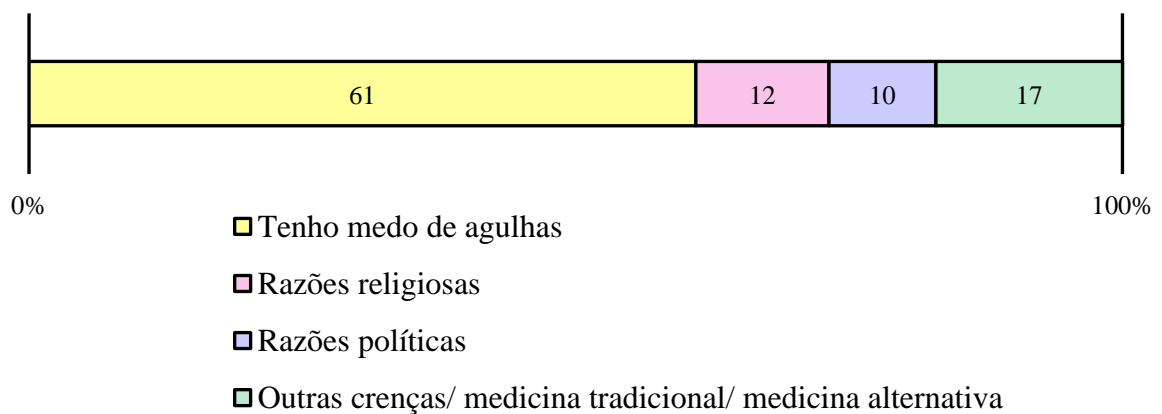 61 12 10 17
0% 100%
Tenho medo de agulhas
Razões religiosas
Razões políticas
Outras crenças/ medicina tradicional/ medicina alternativa